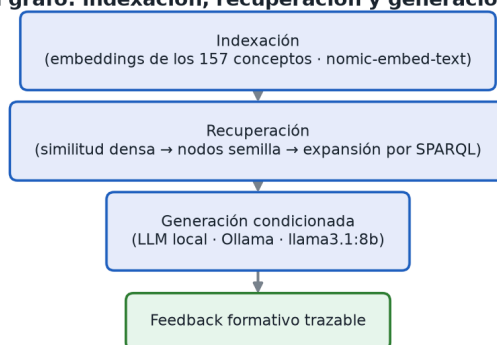 grafo: indexación, recuperación y generació
Indexación
(embeddings de los 157 conceptos · nomic-embed-text)
Recuperación
(similitud densa → nodos semilla → expansión por SPARQL)
Generación condicionada
(LLM local · Ollama · llama3.1:8b)
Feedback formativo trazable